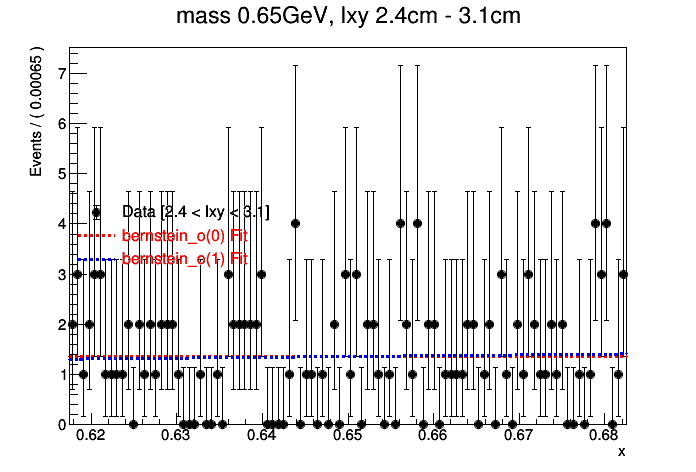 mass 0.65GeV, lxy 2.4cm - 3.1cm
Events / ( 0.00065 )
7
6
5
4
3
2
1
0
Data [2.4 < lxy < 3.1]
bernstein_o(0) Fit
bernstein_o(1) Fit
0.62 0.63 0.64 0.65 0.66 0.67 0.68
x